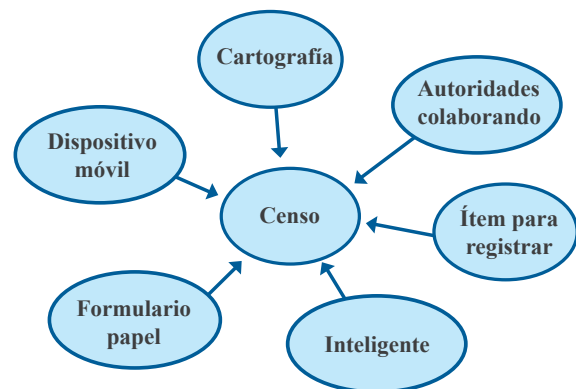 Cartografía
Autoridades
colaborando
Dispositivo
móvil
Censo
Ítem para
registrar
Formulario
papel
Inteligente